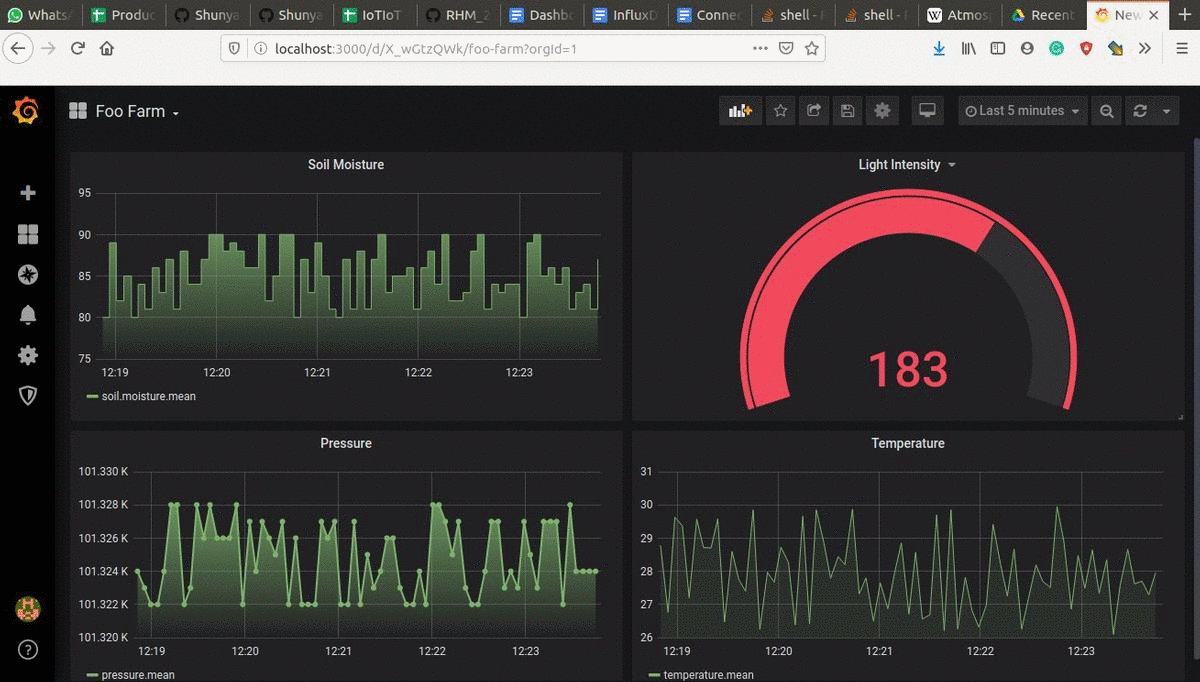 Whats
Produc
Shunya
Shunya
IoTIoT
RHM_2
Dashbo
InfluxD
Connec
shell - 
shell - 
W Atmos
Recent
New
localhost:3000/d/X_wGtzQWk/foo-farm?orgId=1
Foo Farm
Last 5 minutes
Soil Moisture
95
90
85
80
75
12:19 12:20 12:21 12:22 12:23
soil.moisture.mean
Light Intensity
183
Pressure
101.330 K
101.328 K
101.326 K
101.324 K
101.322 K
101.320 K
12:19 12:20 12:21 12:22 12:23
pressure.mean
Temperature
31
30
29
28
27
26
12:19 12:20 12:21 12:22 12:23
temperature.mean